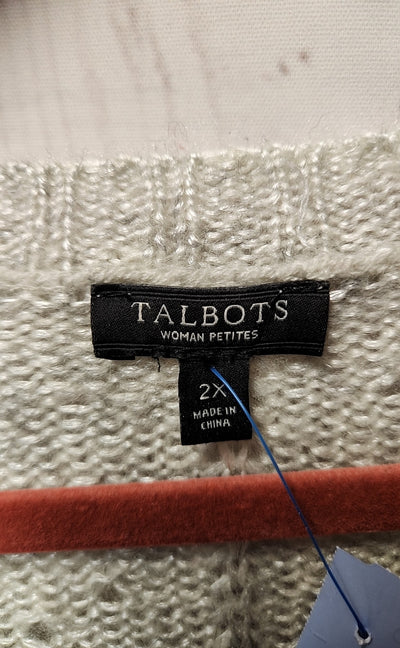 TALBOTS
WOMAN PETITES
2X
MADE IN
CHINA